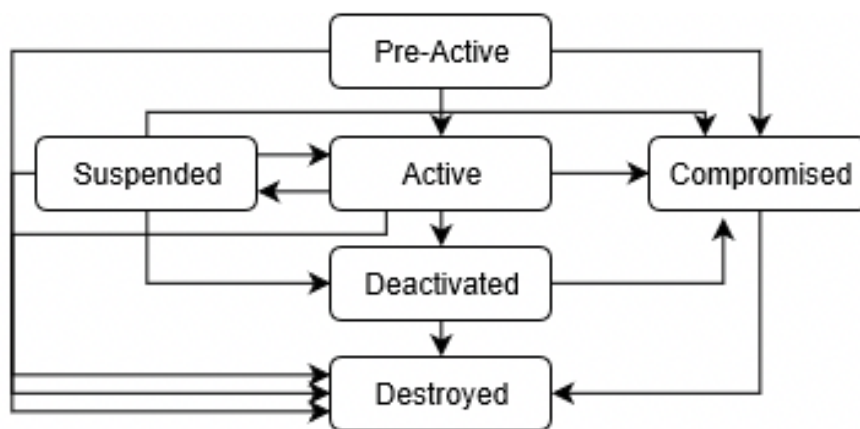 Pre-Active
Suspended
Active
Compromised
Deactivated
Destroyed